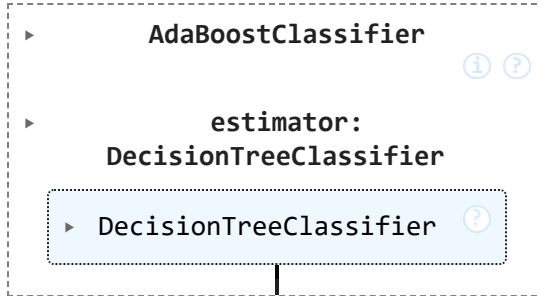 AdaBoostClassifier
i ?
estimator:
DecisionTreeClassifier
DecisionTreeClassifier ?